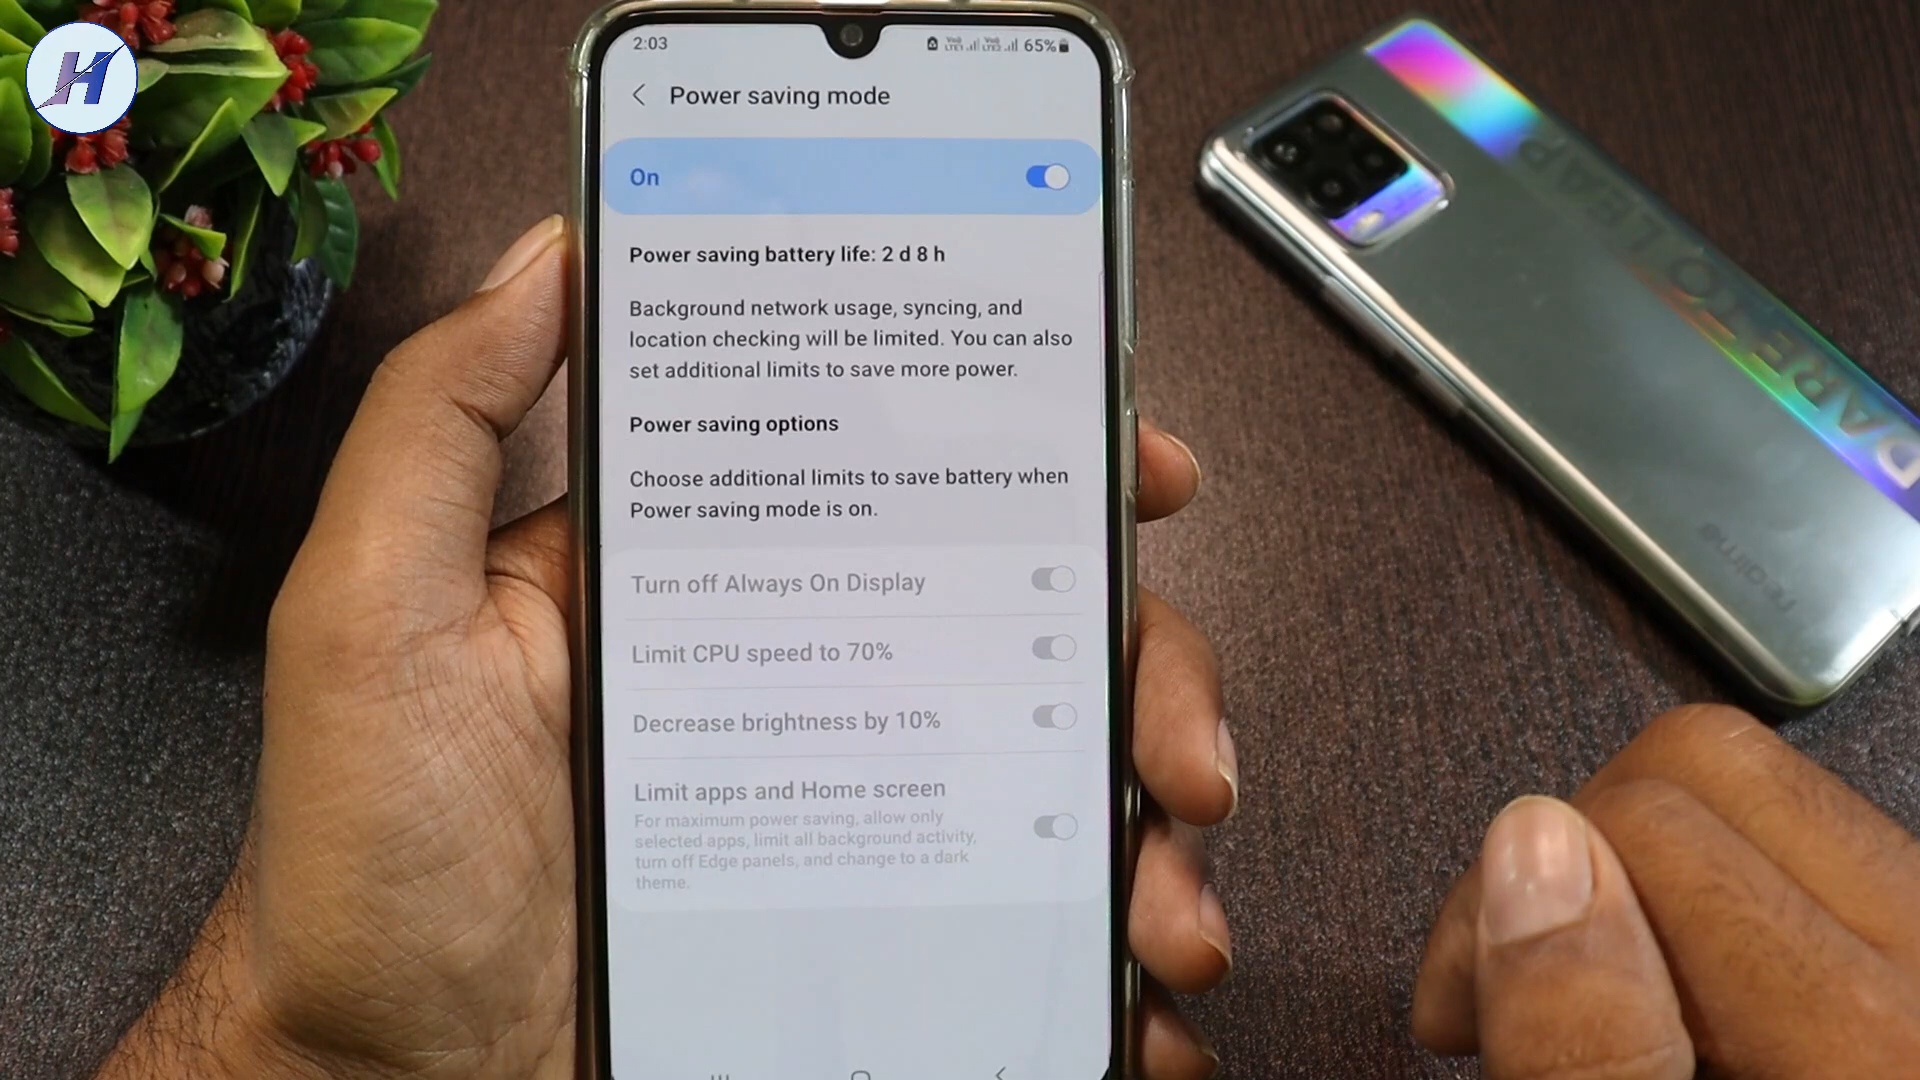 H
2:03
65%
Power saving mode
On
Power saving battery life: 2 d 8 h
Background network usage, syncing, and
location checking will be limited. You can also
set additional limits to save more power.
Power saving options
Choose additional limits to save battery when
Power saving mode is on.
Turn off Always On Display
Limit CPU speed to 70%
Decrease brightness by 10%
Limit apps and Home screen
For maximum power saving, allow only
selected apps, limit all background activity,
turn off Edge panels, and change to a dark
theme.
DARE TO LEAP
realme